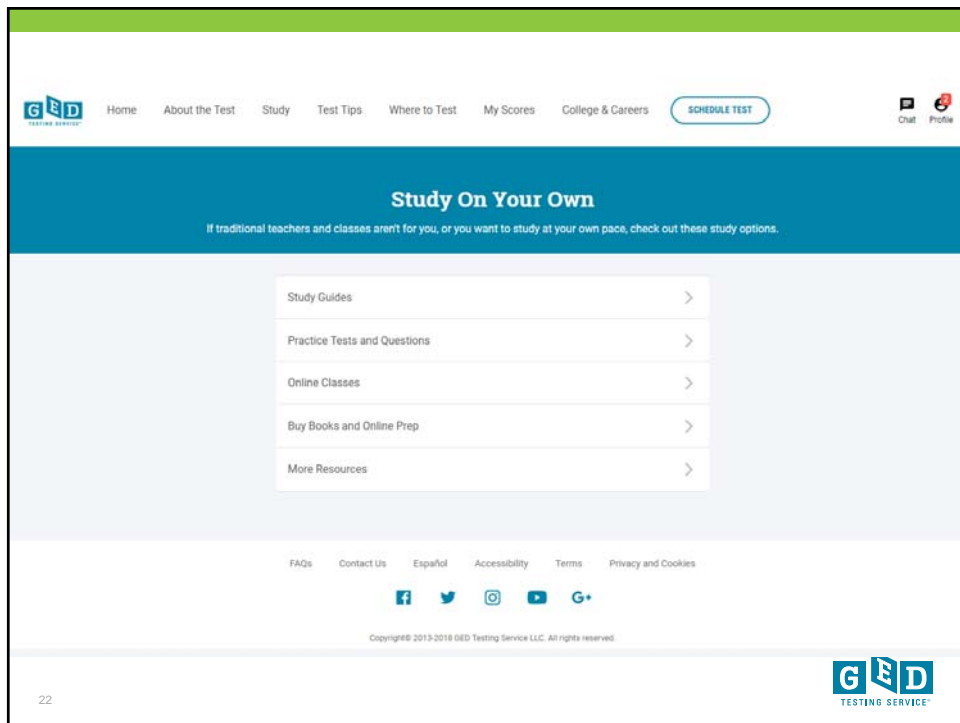 GED
TESTING SERVICE®
Home About the Test Study Test Tips Where to Test My Scores College & Careers SCHEDULE TEST
2
Chat Profile
Study On Your Own
If traditional teachers and classes aren't for you, or you want to study at your own pace, check out these study options.
Study Guides
Practice Tests and Questions
Online Classes
Buy Books and Online Prep
More Resources
FAQs Contact Us Español Accessibility Terms Privacy and Cookies
G+
Copyright© 2013-2018 GED Testing Service LLC. All rights reserved.
22
GED
TESTING SERVICE®